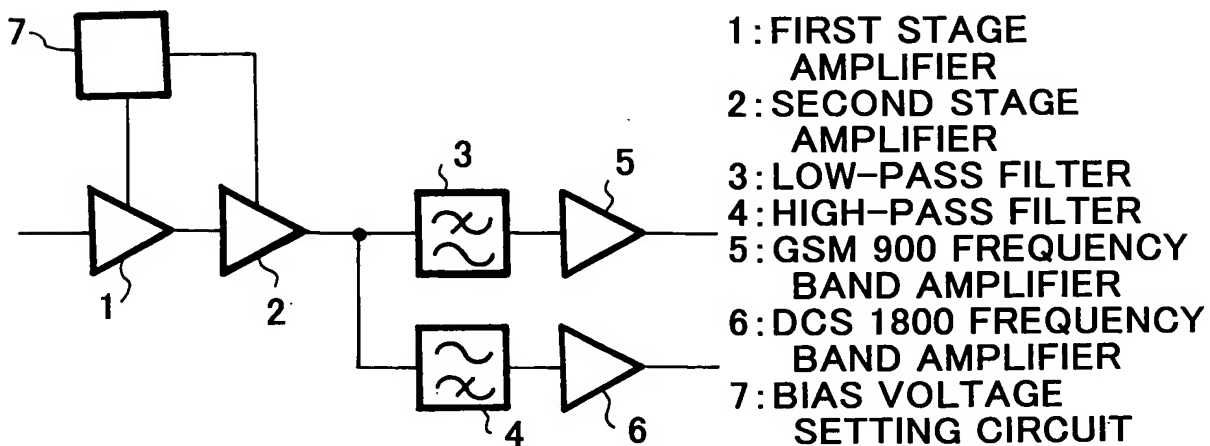 7
3
5
1
2
4
6
1:FIRST STAGE
AMPLIFIER
2:SECOND STAGE
AMPLIFIER
3:LOW-PASS FILTER
4:HIGH-PASS FILTER
5:GSM 900 FREQUENCY
BAND AMPLIFIER
6:DCS 1800 FREQUENCY
BAND AMPLIFIER
7:BIAS VOLTAGE
SETTING CIRCUIT